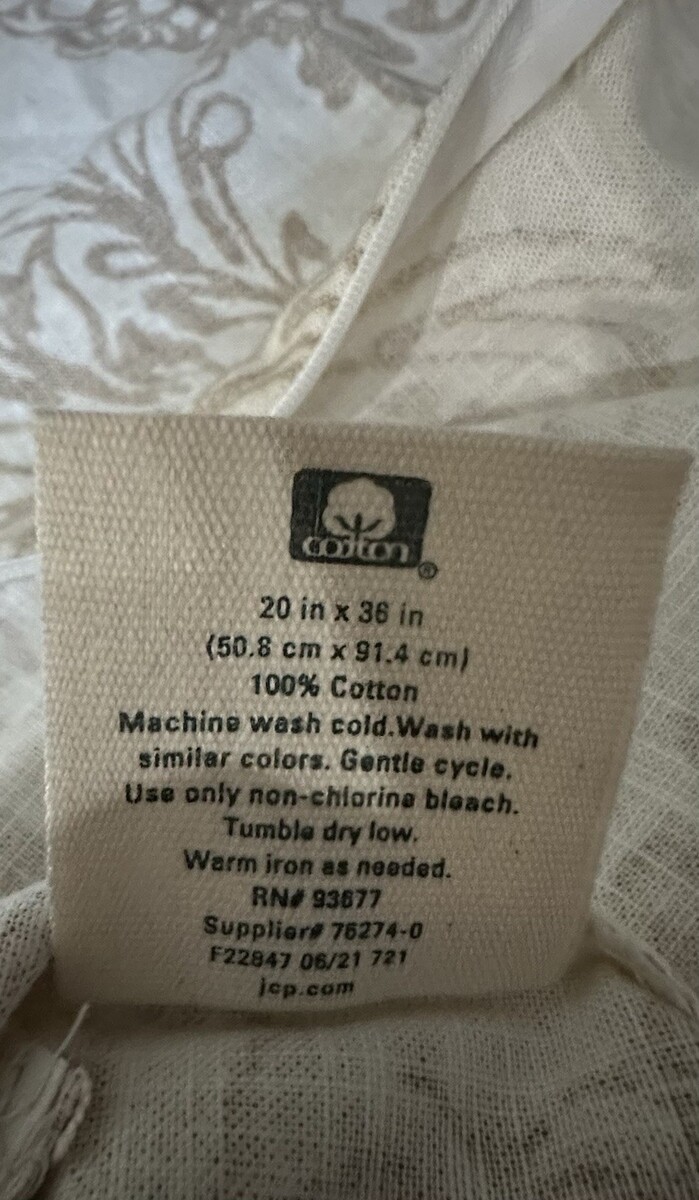 cotton
®
20 in x 36 in
(50.8 cm x 91.4 cm)
100% Cotton
Machine wash cold.Wash with
similar colors. Gentle cycle.
Use only non-chlorine bleach.
Tumble dry low.
Warm iron as needed.
RN# 93677
Supplier# 76274-0
F22847 06/21 721
jcp.com